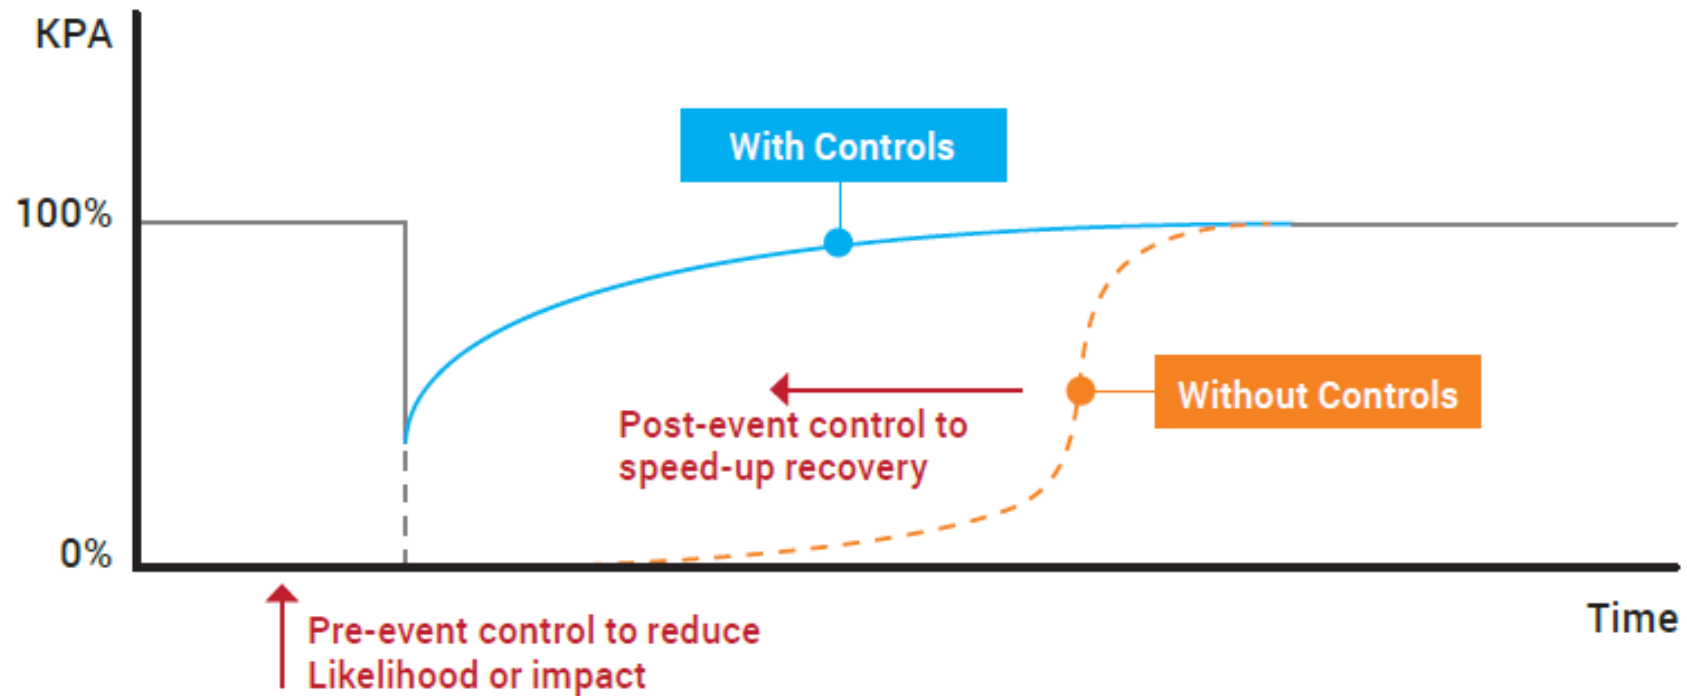 KPA
With Controls
100%
Without Controls
Post-event control to
speed-up recovery
0%
Time
Pre-event control to reduce
Likelihood or impact